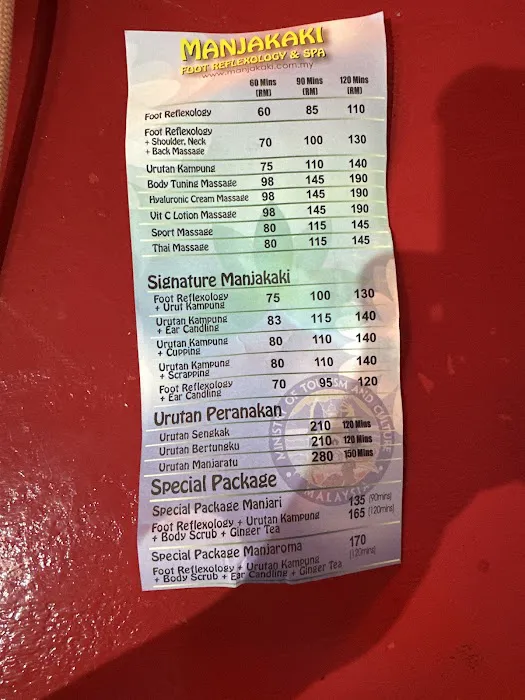 MANJAKAKI
FOOT REFLEXOLOGY & SPA
www.manjakaki.com.my
60 Mins (RM) 90 Mins (RM) 120 Mins (RM)
Foot Reflexology 60 85 110
Foot Reflexology
+ Shoulder, Neck 70 100 130
+ Back Massage
Urutan Kampung 75 110 140
Body Tuning Massage 98 145 190
Hyaluronic Cream Massage 98 145 190
Vit C Lotion Massage 98 145 190
Sport Massage 80 115 145
Thai Massage 80 115 145
Signature Manjakaki
Foot Reflexology 75 100 130
+ Urut Kampung
Urutan Kampung 83 115 140
+ Ear Candling
Urutan Kampung 80 110 140
+ Cupping
Urutan Kampung 80 110 140
+ Scrapping
Foot Reflexology 70 95 120
+ Ear Candling
Urutan Peranakan
Urutan Sengkak 210 120 Mins
Urutan Bertungku 210 120 Mins
Urutan Manjaratu 280 150 Mins
MINISTRY OF TOURISM AND CULTURE
MALAYSIA
Special Package
Special Package Manjari 135 (90mins)
Foot Reflexology + Urutan Kampung 165 (120mins)
+ Body Scrub + Ginger Tea
Special Package Manjaroma 170
(120mins)
Foot Reflexology + Urutan Kampung
+ Body Scrub + Ear Candling + Ginger Tea